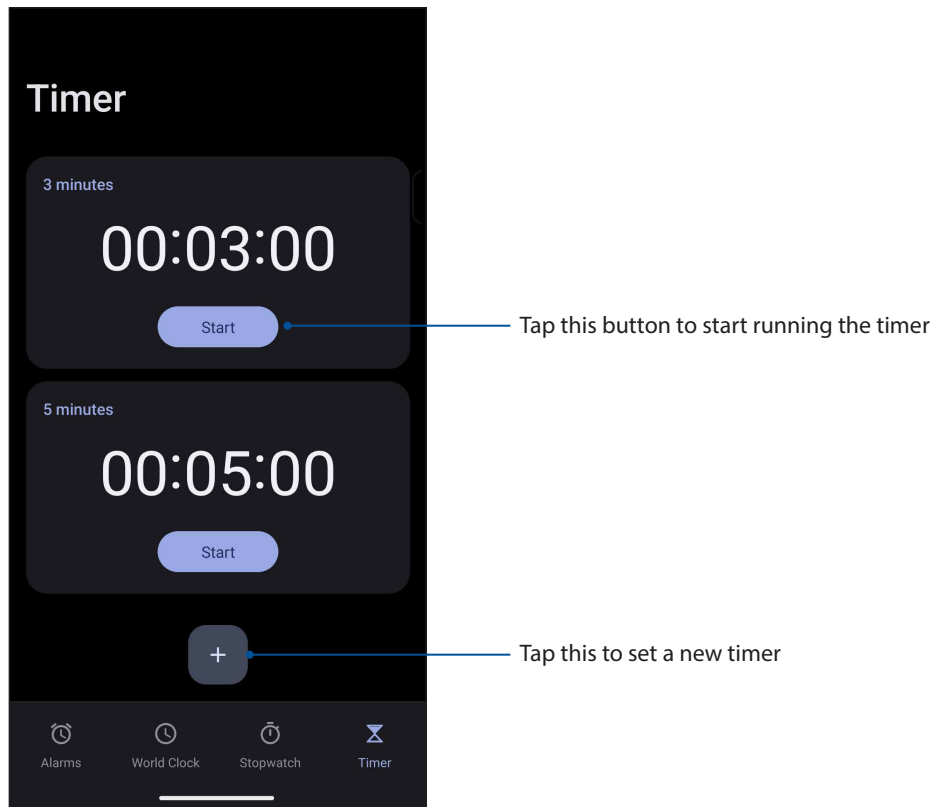 Timer
3 minutes
00:03:00
Start
Tap this button to start running the timer
5 minutes
00:05:00
Start
+
Tap this to set a new timer
Alarms
World Clock
Stopwatch
Timer